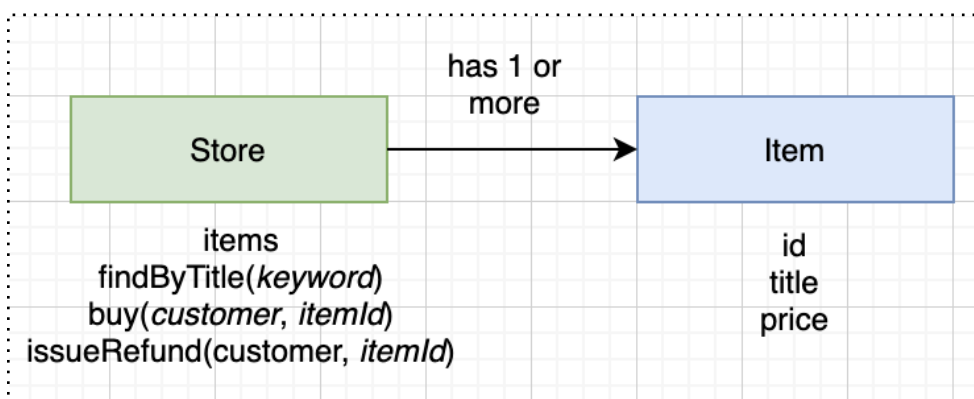 has 1 or
more
Store
Item
items
findByTitle(keyword)
buy(customer, itemId)
issueRefund(customer, itemId)
id
title
price